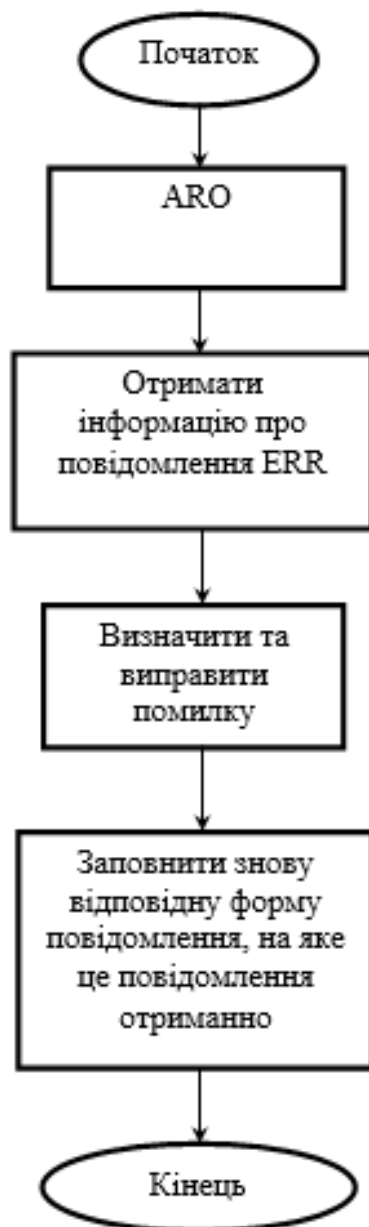 Початок
ARO
Отримати
інформацію про
повідомлення ERR
Визначити та
виправити
помилку
Заповнити знову
відповідну форму
повідомлення, на яке
це повідомлення
отриманно
Кінець